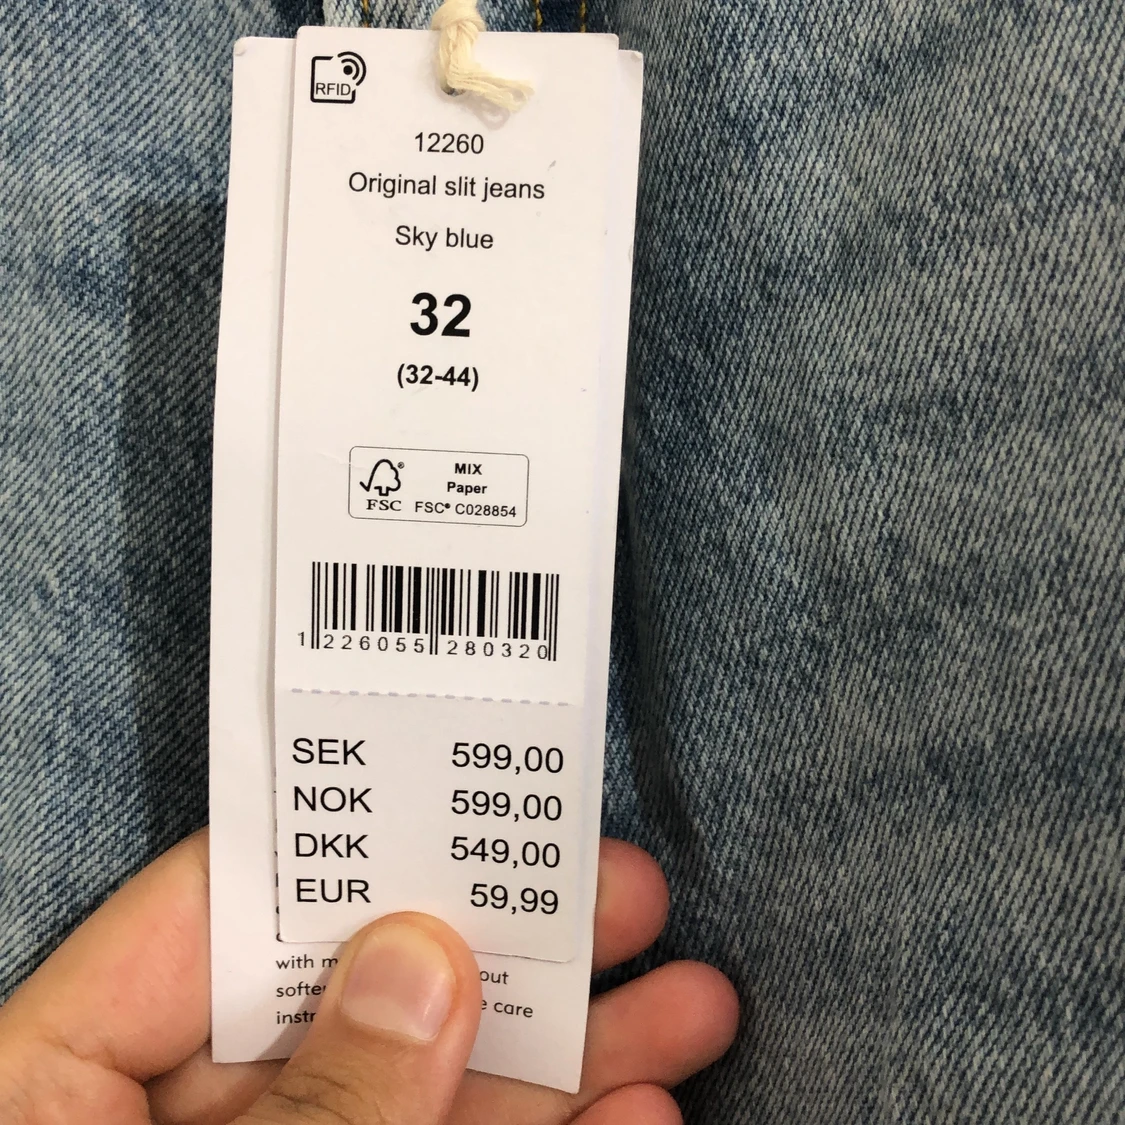 RFID
12260
Original slit jeans
Sky blue
32
(32-44)
MIX
Paper
FSC® FSC® C028854
1 226055 280320
SEK 599,00
NOK 599,00
DKK 549,00
EUR 59,99
with out
care